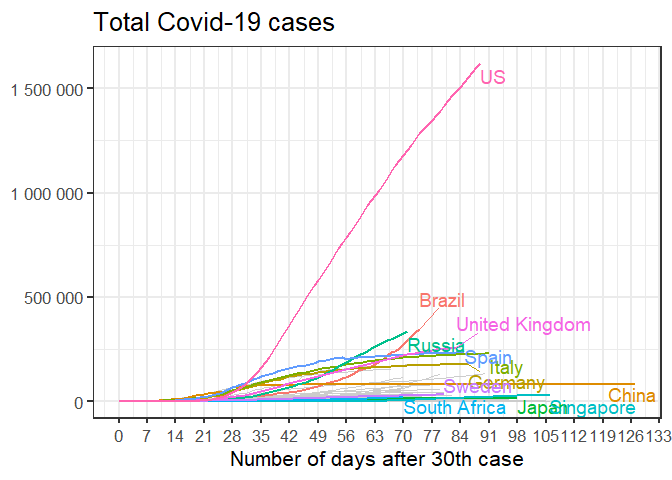 Total Covid-19 cases
US
1 500 000
1 000 000
500 000
0
Brazil
United Kingdom
Russia
Spain
Italy
Germany
Sweden
China
South Africa
Japan
Singapore
0 7 14 21 28 35 42 49 56 63 70 77 84 91 98 105 112 119 126 133
Number of days after 30th case